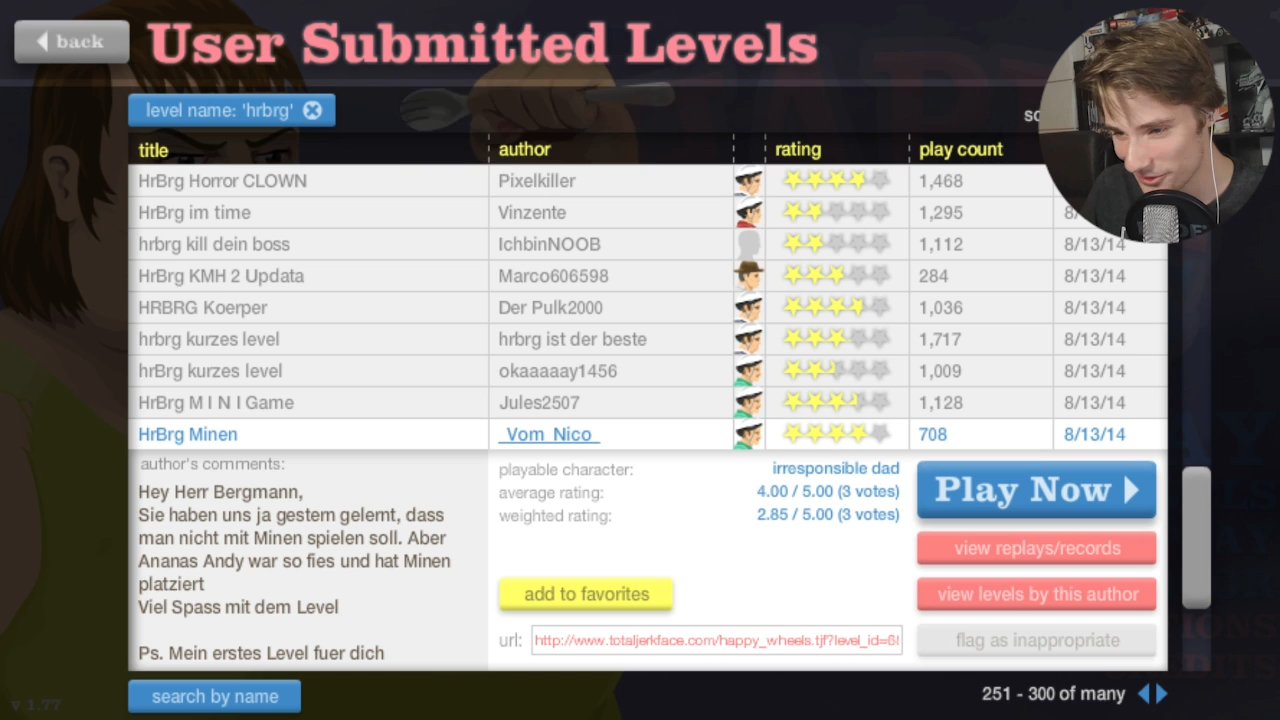 back
User Submitted Levels
level name: 'hrbrg'
title author rating play count
HrBrg Horror CLOWN Pixelkiller 1,468
HrBrg im time Vinzente 1,295
hrbrg kill dein boss IchbinNOOB 1,112 8/13/14
HrBrg KMH 2 Updata Marco606598 284 8/13/14
HRBRG Koerper Der Pulk2000 1,036 8/13/14
hrbrg kurzes level hrbrg ist der beste 1,717 8/13/14
hrBrg kurzes level okaaaaay1456 1,009 8/13/14
HrBrg M I N I Game Jules2507 1,128 8/13/14
HrBrg Minen _Vom_Nico_ 708 8/13/14
author's comments:
Hey Herr Bergmann,
Sie haben uns ja gestern gelernt, dass
man nicht mit Minen spielen soll. Aber
Ananas Andy war so fies und hat Minen
platziert
Viel Spass mit dem Level
Ps. Mein erstes Level fuer dich
playable character: irresponsible dad
average rating: 4.00 / 5.00 (3 votes)
weighted rating: 2.85 / 5.00 (3 votes)
add to favorites
url: http://www.totaljerkface.com/happy_wheels.tjf?level_id=6
Play Now
view replays/records
view levels by this author
flag as inappropriate
search by name
251 - 300 of many
v 1.77